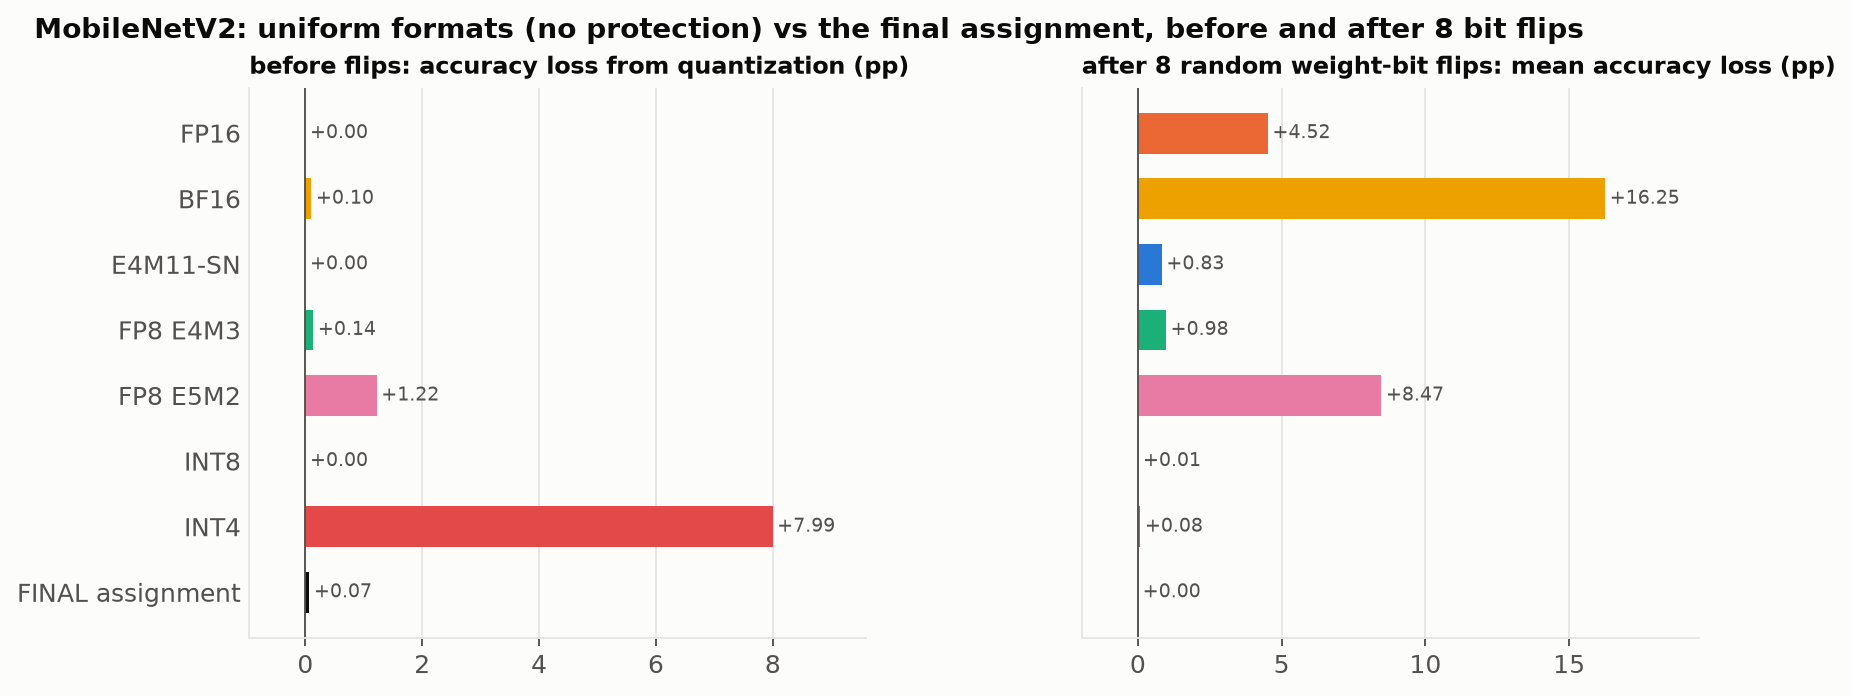 MobileNetV2: uniform formats (no protection) vs the final assignment, before and after 8 bit flips
before flips: accuracy loss from quantization (pp)
FP16
+0.00
BF16
+0.10
E4M11-SN
+0.00
FP8 E4M3
+0.14
FP8 E5M2
+1.22
INT8
+0.00
INT4
+7.99
FINAL assignment
+0.07
0 2 4 6 8
after 8 random weight-bit flips: mean accuracy loss (pp)
+4.52
+16.25
+0.83
+0.98
+8.47
+0.01
+0.08
+0.00
0 5 10 15